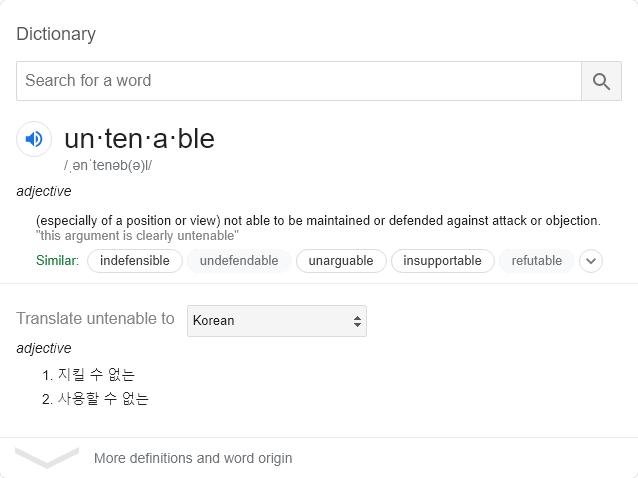 Dictionary
Search for a word
un·ten·a·ble
/ˌənˈtenəb(ə)l/
adjective
(especially of a position or view) not able to be maintained or defended against attack or objection.
"this argument is clearly untenable"
Similar: indefensible undefendable unarguable insupportable refutable
Translate untenable to Korean
adjective
1. 지킬 수 없는
2. 사용할 수 없는
More definitions and word origin